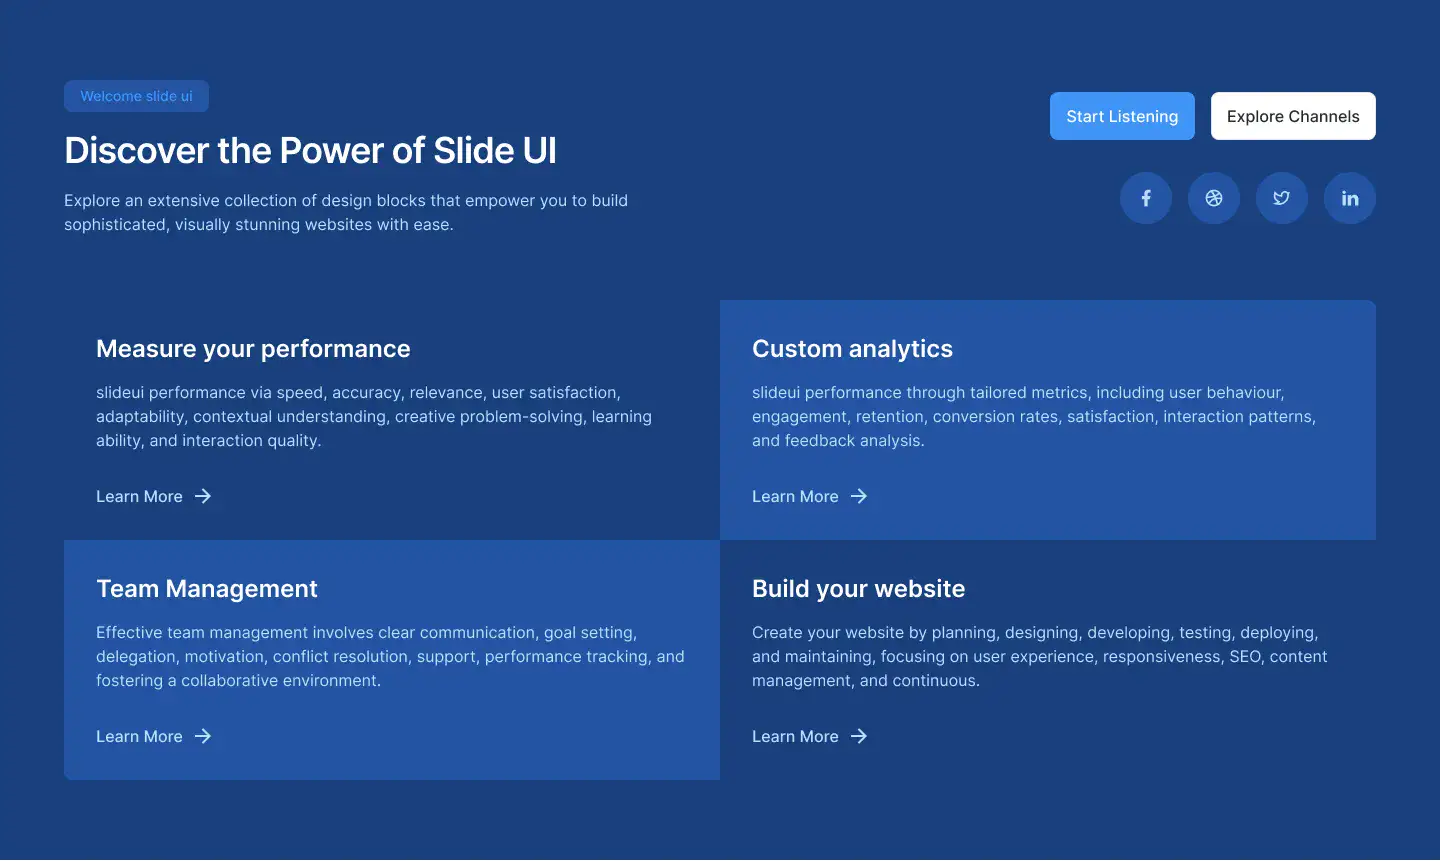 Welcome slide ui
Discover the Power of Slide UI
Explore an extensive collection of design blocks that empower you to build
sophisticated, visually stunning websites with ease.
Start Listening
Explore Channels
Measure your performance
slideui performance via speed, accuracy, relevance, user satisfaction,
adaptability, contextual understanding, creative problem-solving, learning
ability, and interaction quality.
Learn More
Custom analytics
slideui performance through tailored metrics, including user behaviour,
engagement, retention, conversion rates, satisfaction, interaction patterns,
and feedback analysis.
Learn More
Team Management
Effective team management involves clear communication, goal setting,
delegation, motivation, conflict resolution, support, performance tracking, and
fostering a collaborative environment.
Learn More
Build your website
Create your website by planning, designing, developing, testing, deploying,
and maintaining, focusing on user experience, responsiveness, SEO, content
management, and continuous.
Learn More